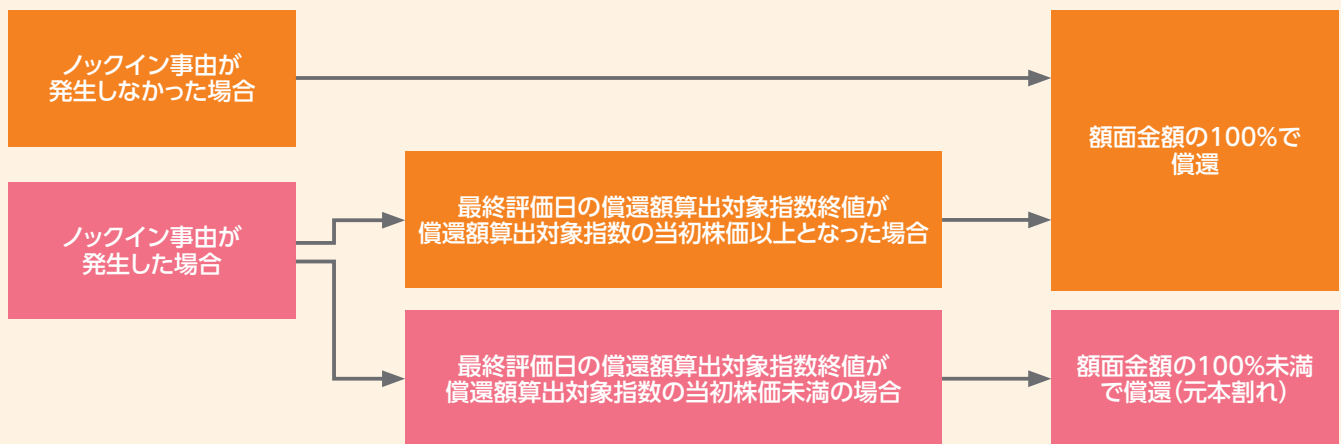 ノックイン事由が
発生しなかった場合
額面金額の100%で
償還
ノックイン事由が
発生した場合
最終評価日の償還額算出対象指数終値が
償還額算出対象指数の当初株価以上となった場合
最終評価日の償還額算出対象指数終値が
償還額算出対象指数の当初株価未満の場合
額面金額の100%未満
で償還(元本割れ)